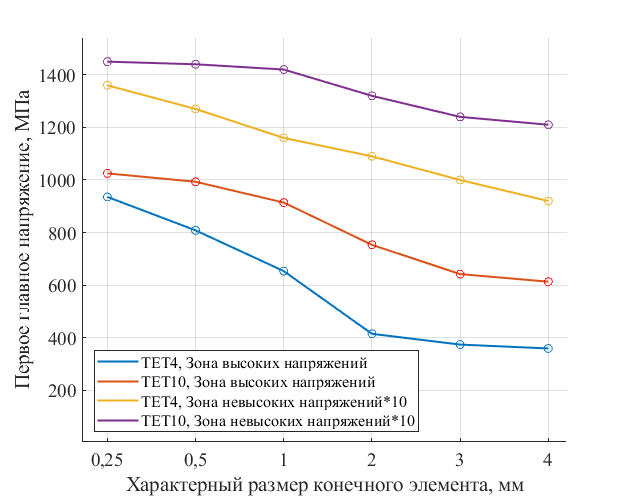 Первое главное напряжение, МПа
1400
1200
1000
800
600
400
200
TET4, Зона высоких напряжений
TET10, Зона высоких напряжений
TET4, Зона невысоких напряжений*10
TET10, Зона невысоких напряжений*10
0,25 0,5 1 2 3 4
Характерный размер конечного элемента, мм